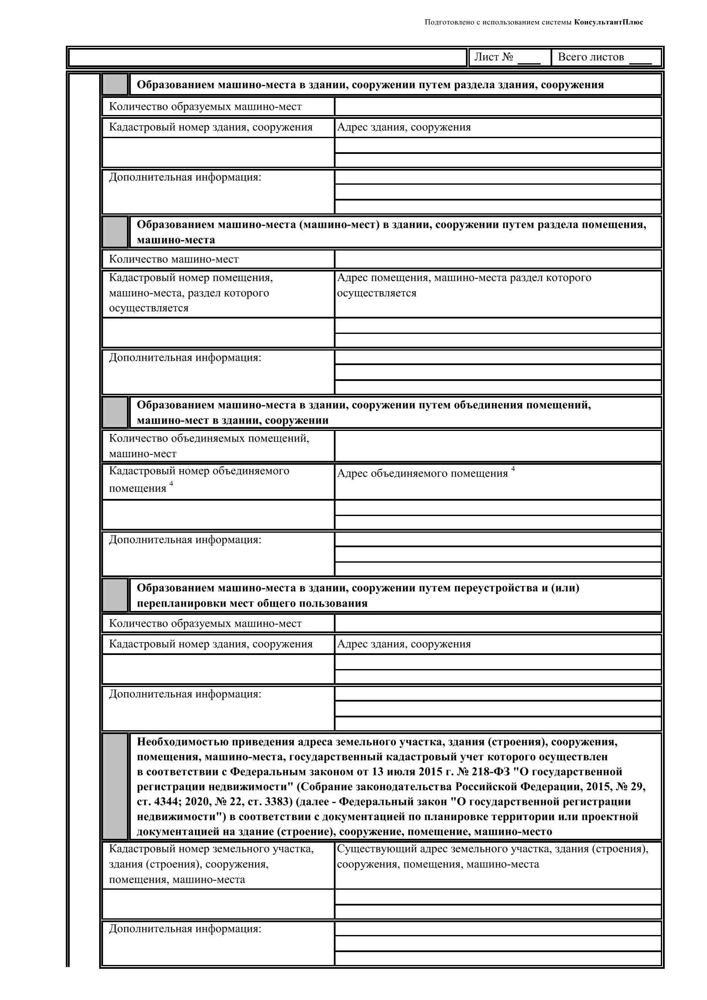 Подготовлено с использованием системы КонсультантПлюс
Лист № ____ Всего листов ____
Образованием машино-места в здании, сооружении путем раздела здания, сооружения
Количество образуемых машино-мест
Кадастровый номер здания, сооружения
Адрес здания, сооружения
Дополнительная информация:
Образованием машино-места (машино-мест) в здании, сооружении путем раздела помещения,
машино-места
Количество машино-мест
Кадастровый номер помещения,
машино-места, раздел которого
осуществляется
Адрес помещения, машино-места раздел которого
осуществляется
Дополнительная информация:
Образованием машино-места в здании, сооружении путем объединения помещений,
машино-мест в здании, сооружении
Количество объединяемых помещений,
машино-мест
Кадастровый номер объединяемого
помещения 4
Адрес объединяемого помещения 4
Дополнительная информация:
Образованием машино-места в здании, сооружении путем переустройства и (или)
перепланировки мест общего пользования
Количество образуемых машино-мест
Кадастровый номер здания, сооружения
Адрес здания, сооружения
Дополнительная информация:
Необходимостью приведения адреса земельного участка, здания (строения), сооружения,
помещения, машино-места, государственный кадастровый учет которого осуществлен
в соответствии с Федеральным законом от 13 июля 2015 г. № 218-ФЗ "О государственной
регистрации недвижимости" (Собрание законодательства Российской Федерации, 2015, № 29,
ст. 4344; 2020, № 22, ст. 3383) (далее - Федеральный закон "О государственной регистрации
недвижимости") в соответствии с документацией по планировке территории или проектной
документацией на здание (строение), сооружение, помещение, машино-место
Кадастровый номер земельного участка,
здания (строения), сооружения,
помещения, машино-места
Существующий адрес земельного участка, здания (строения),
сооружения, помещения, машино-места
Дополнительная информация: